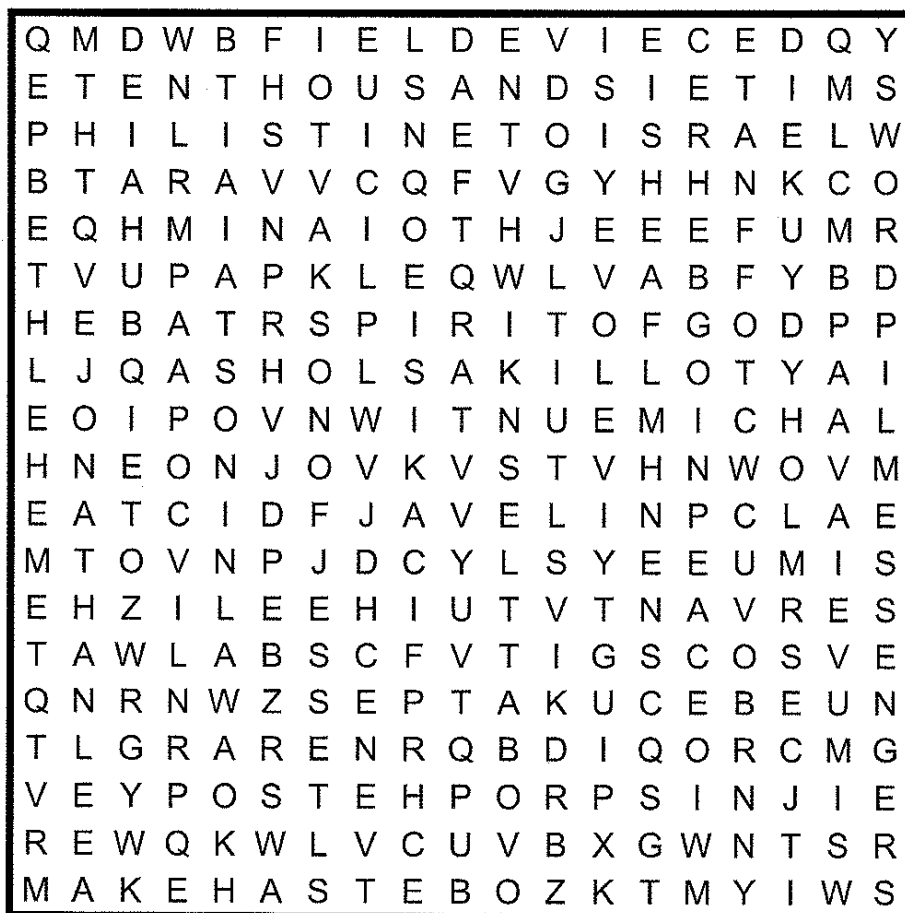 Q M D W B F I E L D E V I E C E D Q Y
E T E N T H O U S A N D S I E T I M S
P H I L I S T I N E T O I S R A E L W
B T A R A V V C Q F V G Y H H N K C O
E Q H M I N A I O T H J E E E F U M R
T V U P A P K L E Q W L V A B F Y B D
H E B A T R S P I R I T O F G O D P P
L J Q A S H O L S A K I L L O T Y A I
E O I P O V N W I T N U E M I C H A L
H N E O N J O V K V S T V H N W O V M
E A T C I D F J A V E L I N P C L A E
M T O V N P J D C Y L S Y E E U M I S
E H Z I L E E H I U T V T N A V R E S
T A W L A B S C F V T I G S C O S V E
Q N R N W Z S E P T A K U C E B E U N
T L G R A R E N R Q B D I Q O R C M G
V E Y P O S T E H P O R P S I N J I E
R E W Q K W L V C U V B X G W N T S R
M A K E H A S T E B O Z K T M Y I W S